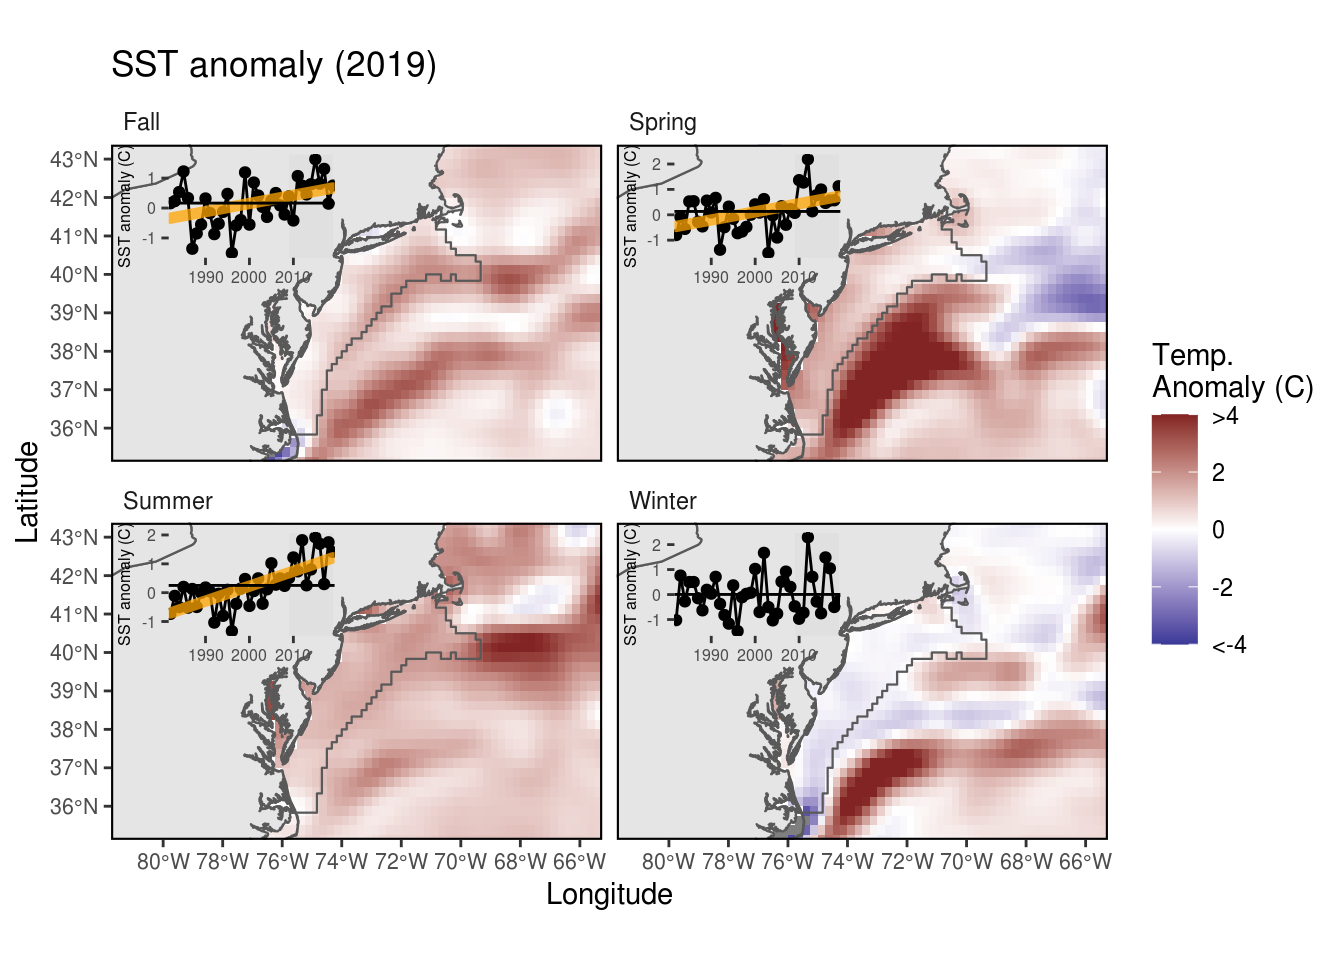 SST anomaly (2019)
Fall
Spring
43°N
42°N
41°N
40°N
39°N
38°N
37°N
36°N
SST anomaly (C)
1
0
-1
1990 2000 2010
SST anomaly (C)
2
1
0
-1
1990 2000 2010
Summer
Winter
43°N
42°N
41°N
40°N
39°N
38°N
37°N
36°N
SST anomaly (C)
2
1
0
-1
1990 2000 2010
SST anomaly (C)
2
1
0
-1
1990 2000 2010
80°W 78°W 76°W 74°W 72°W 70°W 68°W 66°W
80°W 78°W 76°W 74°W 72°W 70°W 68°W 66°W
Longitude
Latitude
Temp.
Anomaly (C)
>4
2
0
-2
<-4